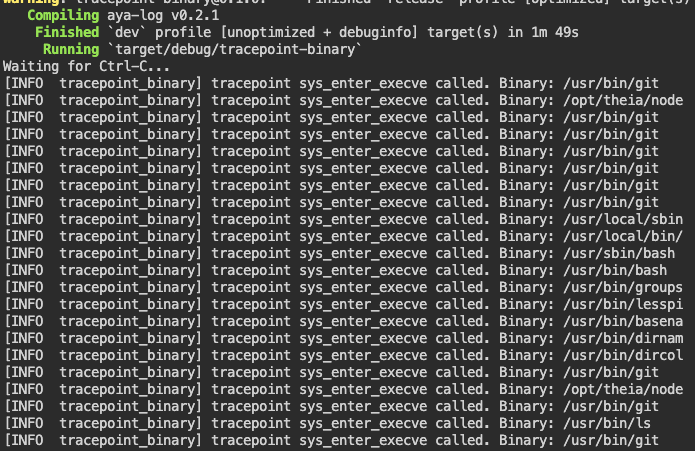 warning: tracepoint-binary@0.1.0: Finished `release` profile [optimized] target(s)
Compiling aya-log v0.2.1
Finished `dev` profile [unoptimized + debuginfo] target(s) in 1m 49s
Running `target/debug/tracepoint-binary`
Waiting for Ctrl-C...
[INFO  tracepoint_binary] tracepoint sys_enter_execve called. Binary: /usr/bin/git
[INFO  tracepoint_binary] tracepoint sys_enter_execve called. Binary: /opt/theia/node
[INFO  tracepoint_binary] tracepoint sys_enter_execve called. Binary: /usr/bin/git
[INFO  tracepoint_binary] tracepoint sys_enter_execve called. Binary: /usr/bin/git
[INFO  tracepoint_binary] tracepoint sys_enter_execve called. Binary: /usr/bin/git
[INFO  tracepoint_binary] tracepoint sys_enter_execve called. Binary: /usr/bin/git
[INFO  tracepoint_binary] tracepoint sys_enter_execve called. Binary: /usr/bin/git
[INFO  tracepoint_binary] tracepoint sys_enter_execve called. Binary: /usr/bin/git
[INFO  tracepoint_binary] tracepoint sys_enter_execve called. Binary: /usr/local/sbin
[INFO  tracepoint_binary] tracepoint sys_enter_execve called. Binary: /usr/local/bin/
[INFO  tracepoint_binary] tracepoint sys_enter_execve called. Binary: /usr/sbin/bash
[INFO  tracepoint_binary] tracepoint sys_enter_execve called. Binary: /usr/bin/bash
[INFO  tracepoint_binary] tracepoint sys_enter_execve called. Binary: /usr/bin/groups
[INFO  tracepoint_binary] tracepoint sys_enter_execve called. Binary: /usr/bin/lesspi
[INFO  tracepoint_binary] tracepoint sys_enter_execve called. Binary: /usr/bin/basena
[INFO  tracepoint_binary] tracepoint sys_enter_execve called. Binary: /usr/bin/dirnam
[INFO  tracepoint_binary] tracepoint sys_enter_execve called. Binary: /usr/bin/dircol
[INFO  tracepoint_binary] tracepoint sys_enter_execve called. Binary: /usr/bin/git
[INFO  tracepoint_binary] tracepoint sys_enter_execve called. Binary: /opt/theia/node
[INFO  tracepoint_binary] tracepoint sys_enter_execve called. Binary: /usr/bin/git
[INFO  tracepoint_binary] tracepoint sys_enter_execve called. Binary: /usr/bin/ls
[INFO  tracepoint_binary] tracepoint sys_enter_execve called. Binary: /usr/bin/git